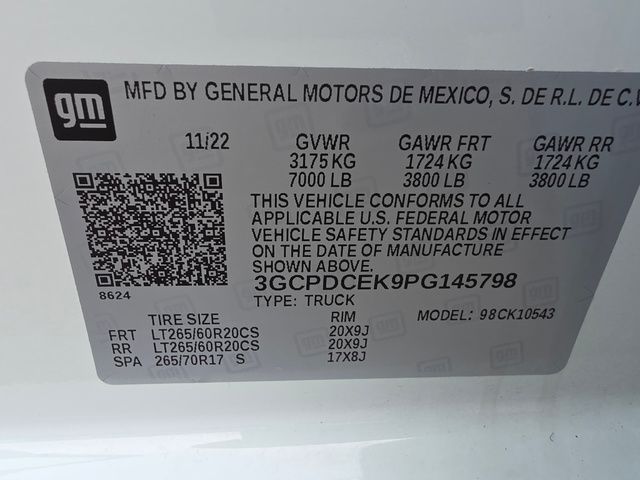 gm
MFD BY GENERAL MOTORS DE MEXICO, S. DE R.L. DE C.V
11/22 GVWR GAWR FRT GAWR RR
3175 KG 1724 KG 1724 KG
7000 LB 3800 LB 3800 LB
THIS VEHICLE CONFORMS TO ALL
APPLICABLE U.S. FEDERAL MOTOR
VEHICLE SAFETY STANDARDS IN EFFECT
ON THE DATE OF MANUFACTURE
SHOWN ABOVE.
3GCPDCEK9PG145798
8624
TYPE: TRUCK
TIRE SIZE RIM MODEL: 98CK10543
FRT LT265/60R20CS 20X9J
RR LT265/60R20CS 20X9J
SPA 265/70R17 S 17X8J